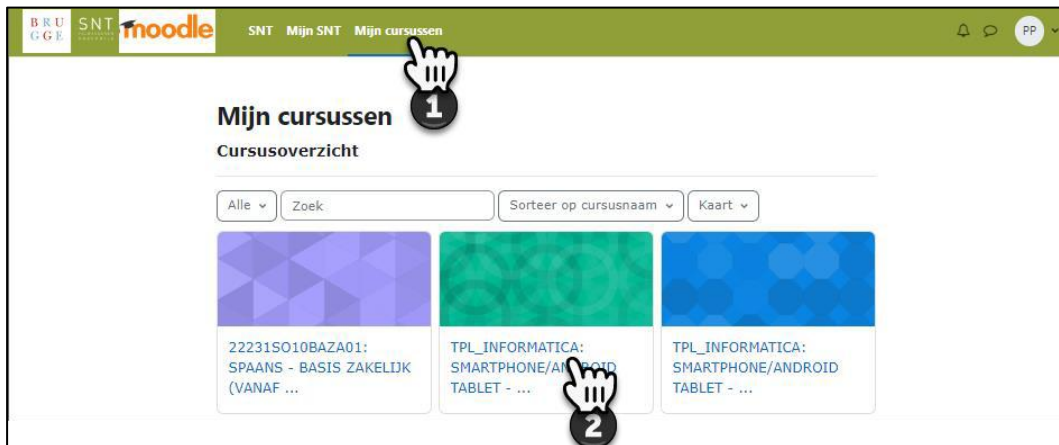 BRU
GGE
SNT
moodle
SNT Mijn SNT Mijn cursussen
PP
1
Mijn cursussen
Cursusoverzicht
Alle
Zoek
Sorteer op cursusnaam
Kaart
22231SO10BAZA01:
SPAANS - BASIS ZAKELIJK
(VANAF ...
TPL_INFORMATICA:
SMARTPHONE/ANDROID
TABLET - ...
2
TPL_INFORMATICA:
SMARTPHONE/ANDROID
TABLET - ...